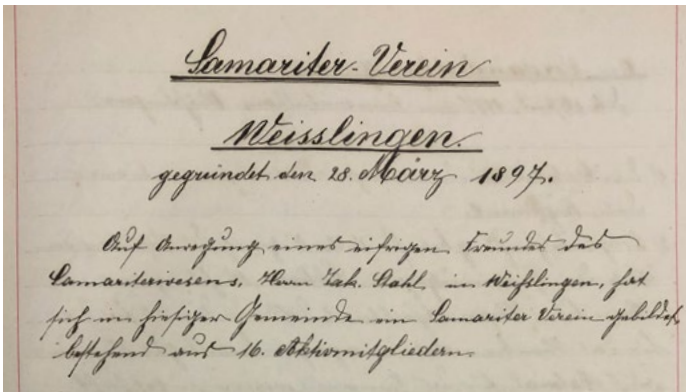 Samariter-Verein
Weisslingen.
gegründet den 28. März 1897.
Auf Anregung eines eifrigen Freundes des
Samariterwesens, Herrn Jak. Stahl in Weißlingen, hat
sich in hiesiger Gemeinde ein Samariter Verein gebildet,
bestehend aus 16. Aktivmitgliedern.